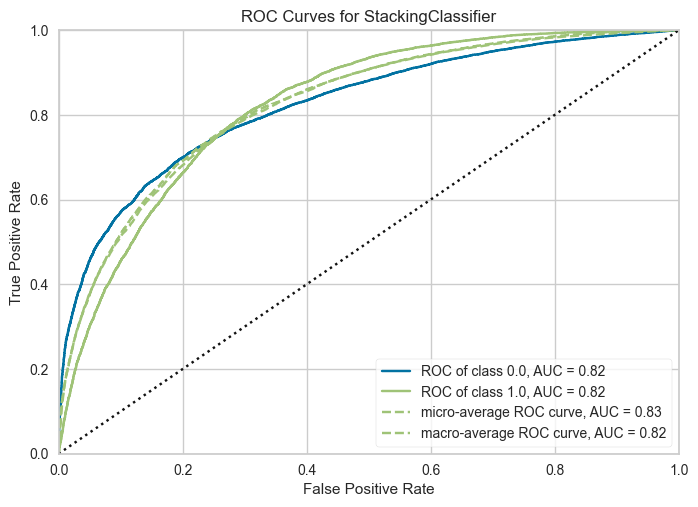 ROC Curves for StackingClassifier
1.0
0.8
0.6
0.4
0.2
0.0
True Positive Rate
ROC of class 0.0, AUC = 0.82
ROC of class 1.0, AUC = 0.82
micro-average ROC curve, AUC = 0.83
macro-average ROC curve, AUC = 0.82
0.0 0.2 0.4 0.6 0.8 1.0
False Positive Rate